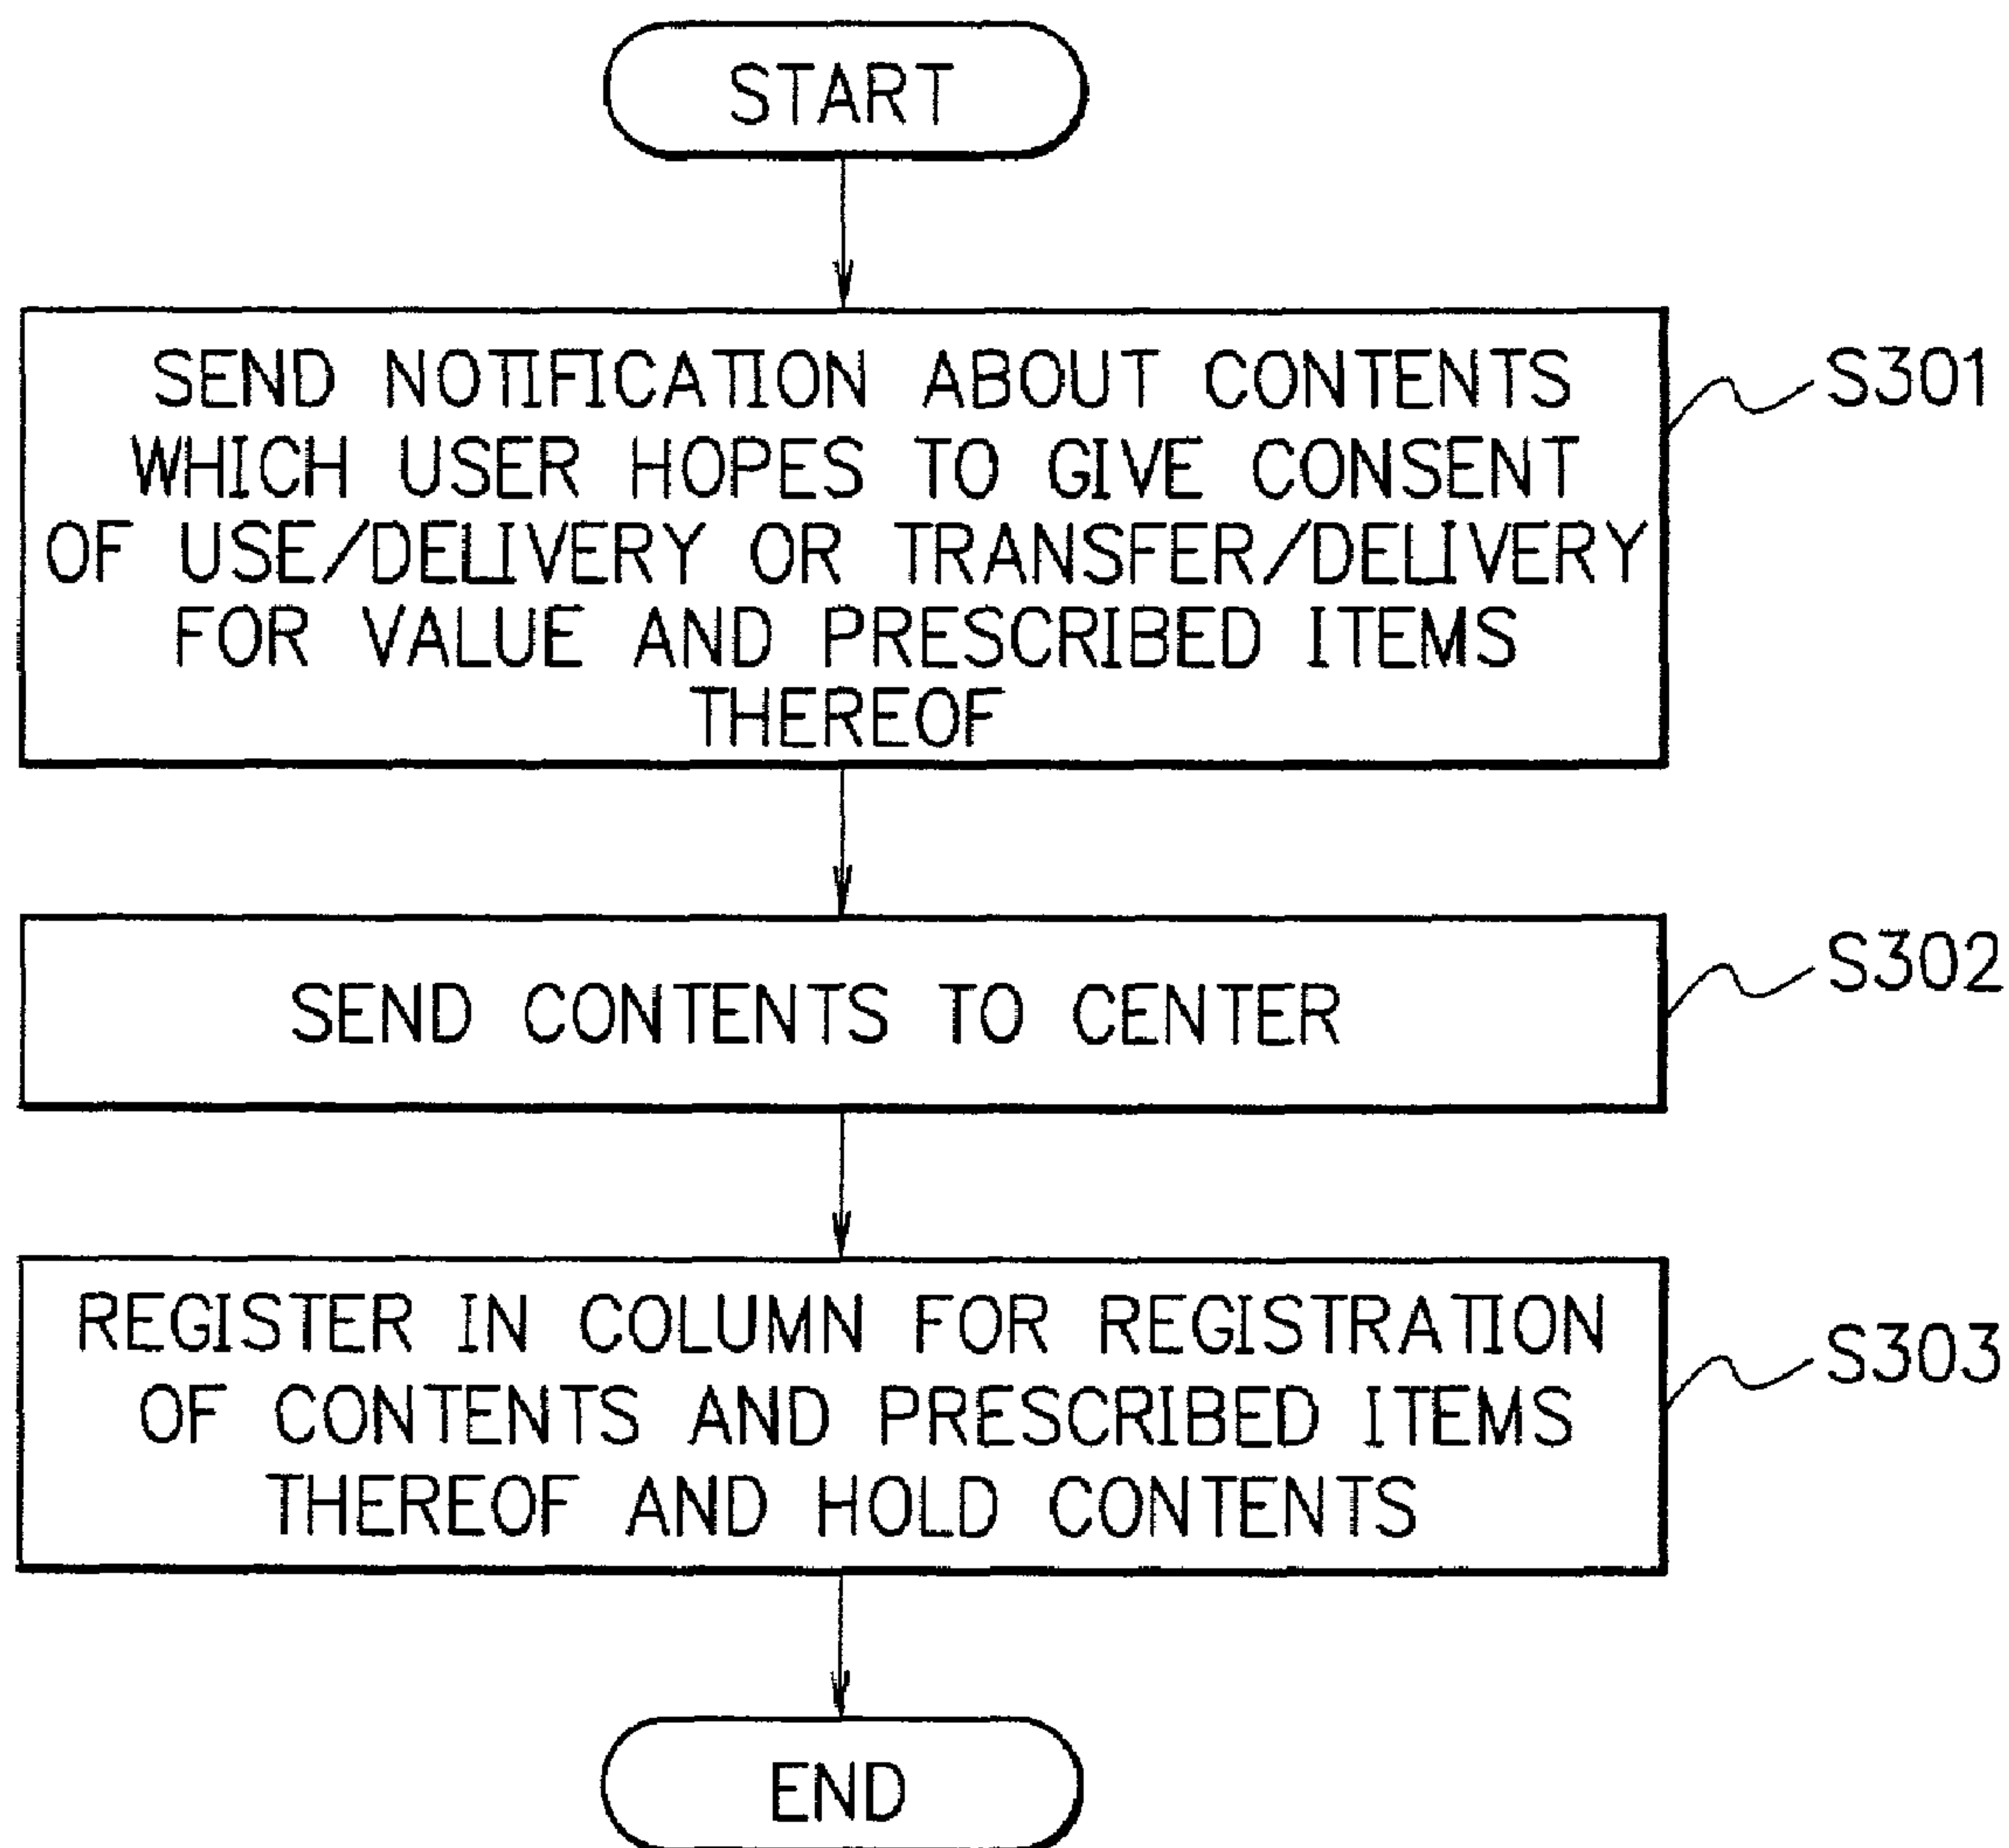 START
SEND NOTIFICATION ABOUT CONTENTS
WHICH USER HOPES TO GIVE CONSENT
OF USE/DELIVERY OR TRANSFER/DELIVERY
FOR VALUE AND PRESCRIBED ITEMS
THEREOF
S301
SEND CONTENTS TO CENTER
S302
REGISTER IN COLUMN FOR REGISTRATION
OF CONTENTS AND PRESCRIBED ITEMS
THEREOF AND HOLD CONTENTS
S303
END